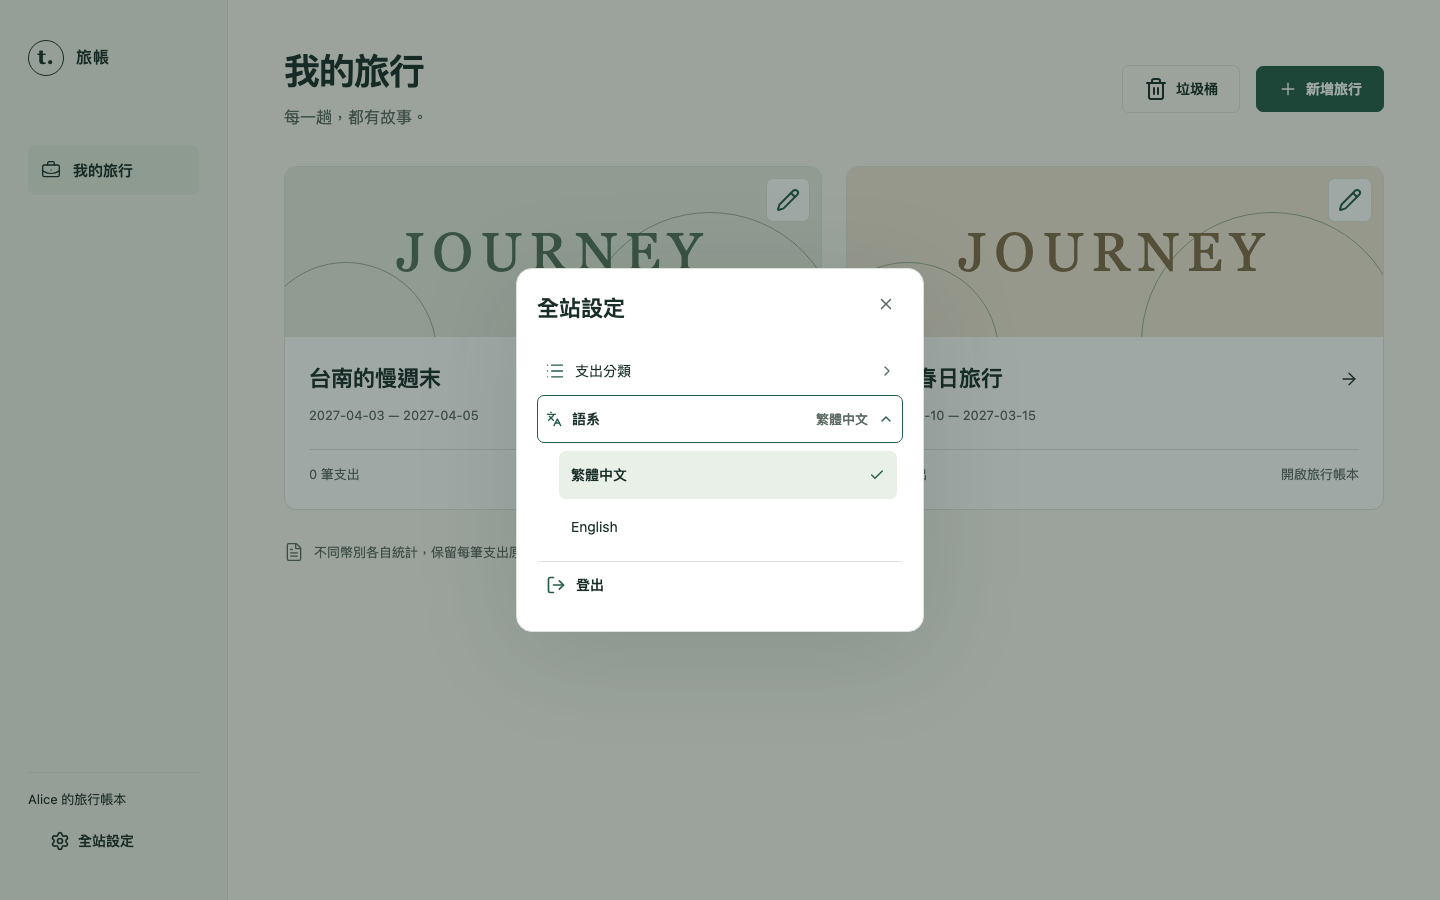 t.
旅帳
我的旅行
我的旅行
每一趟，都有故事。
垃圾桶
新增旅行
JOURNEY
JOURNEY
台南的慢週末
2027-04-03 — 2027-04-05
0 筆支出
春日旅行
-10 — 2027-03-15
開啟旅行帳本
不同幣別各自統計，保留每筆支出
全站設定
支出分類
語系
繁體中文
繁體中文
English
登出
Alice 的旅行帳本
全站設定